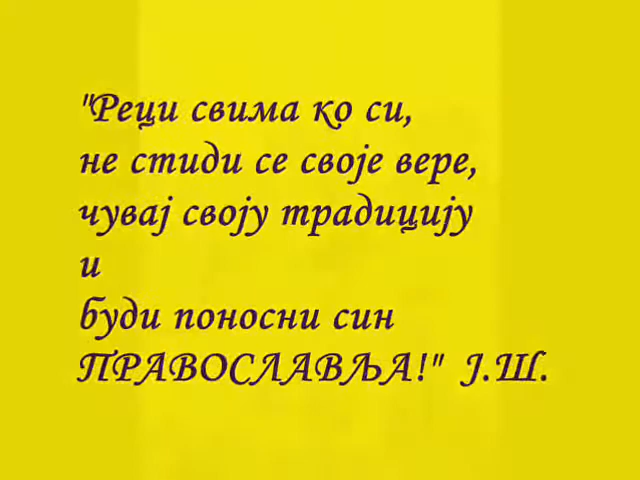 "Реци свима ко си,
не стиди се своје вере,
чувај своју традицију
и
буди поносни син
ПРАВОСЛАВЉА!" Ј.Ш.